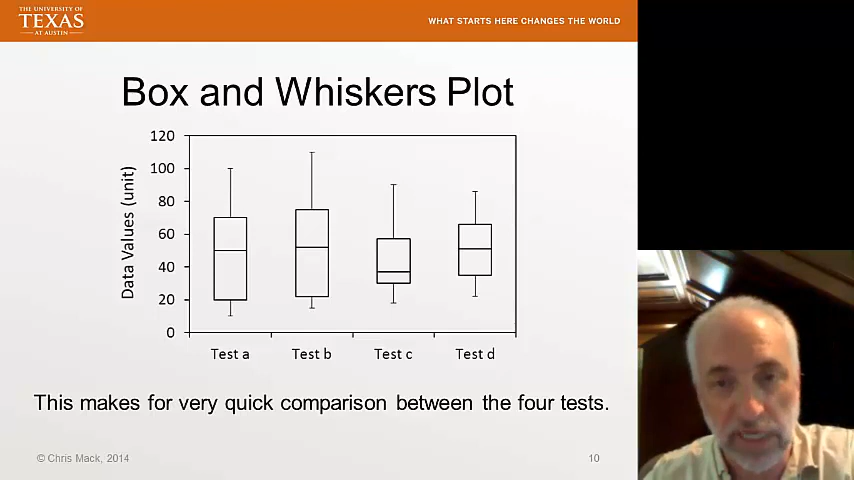 THE UNIVERSITY OF
TEXAS
AT AUSTIN
WHAT STARTS HERE CHANGES THE WORLD
Box and Whiskers Plot
Data Values (unit)
120
100
80
60
40
20
0
Test a Test b Test c Test d
This makes for very quick comparison between the four tests.
© Chris Mack, 2014
10